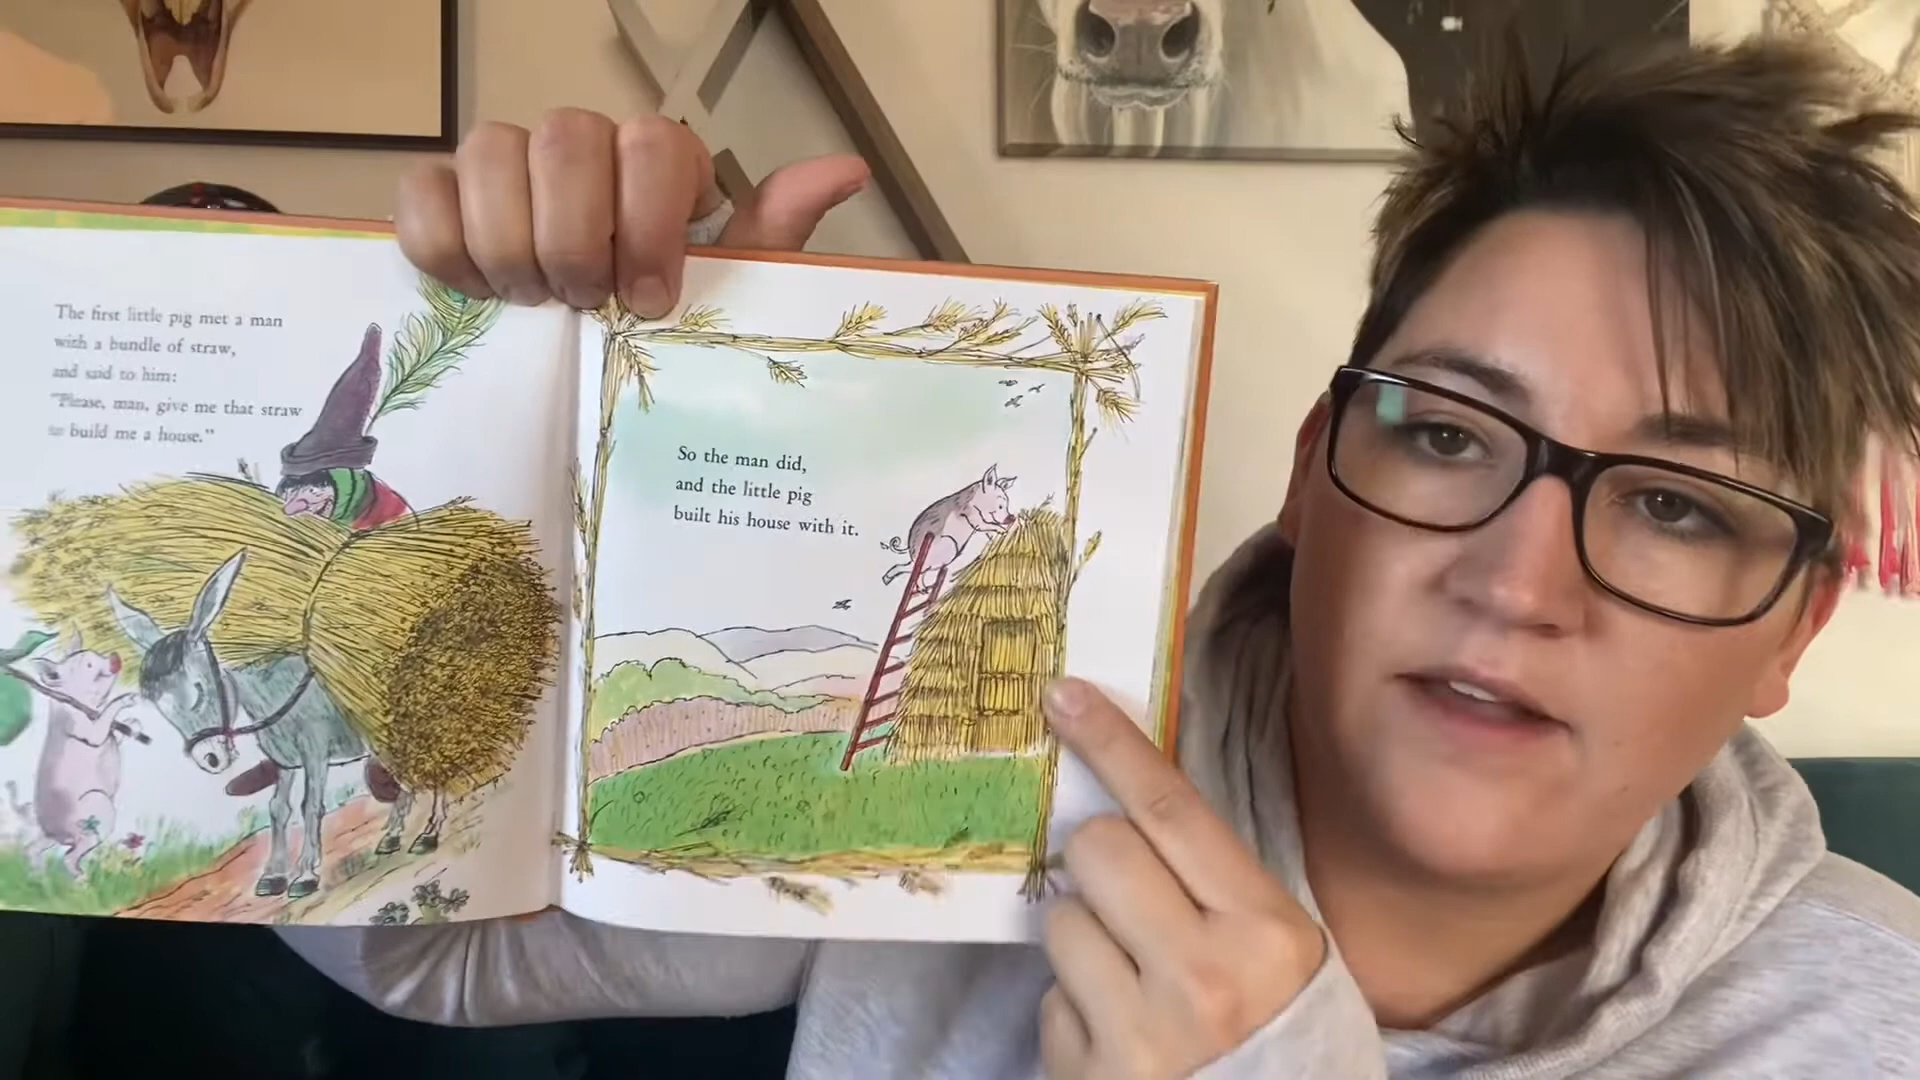 The first little pig met a man
with a bundle of straw,
and said to him:
"Please, man, give me that straw
to build me a house."
So the man did,
and the little pig
built his house with it.